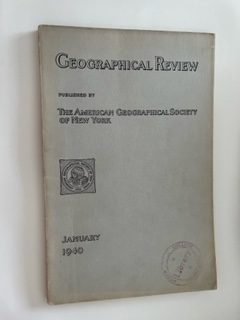 GEOGRAPHICAL REVIEW
PUBLISHED BY
THE AMERICAN GEOGRAPHICAL SOCIETY
OF NEW YORK
JANUARY
1940